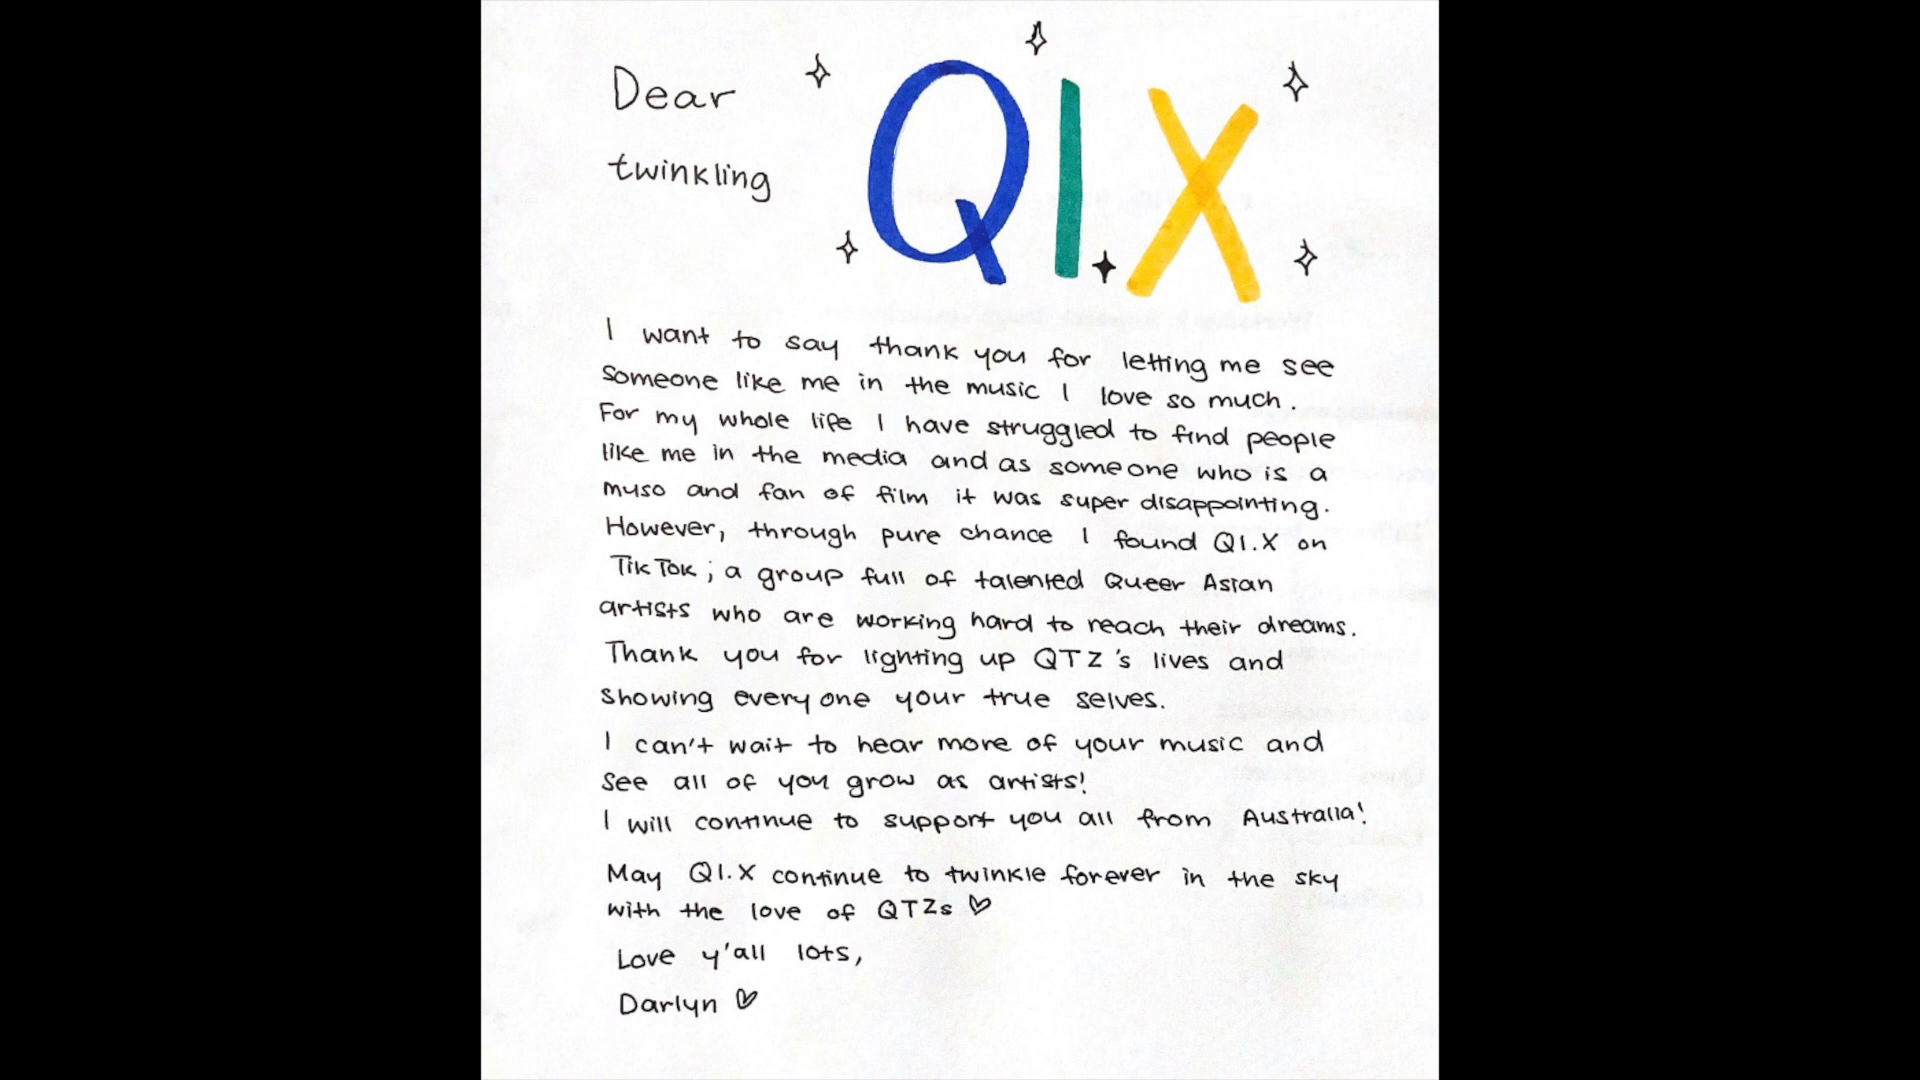 Dear
twinkling
QI.X
I want to say thank you for letting me see
someone like me in the music I love so much.
For my whole life I have struggled to find people
like me in the media and as someone who is a
muso and fan of film it was super disappointing.
However, through pure chance I found QI.X on
TikTok; a group full of talented Queer Asian
artists who are working hard to reach their dreams.
Thank you for lighting up QTZ's lives and
showing everyone your true selves.
I can't wait to hear more of your music and
see all of you grow as artists!
I will continue to support you all from Australia!
May QI.X continue to twinkle forever in the sky
with the love of QTZs ♡
Love y'all lots,
Darlyn ♡